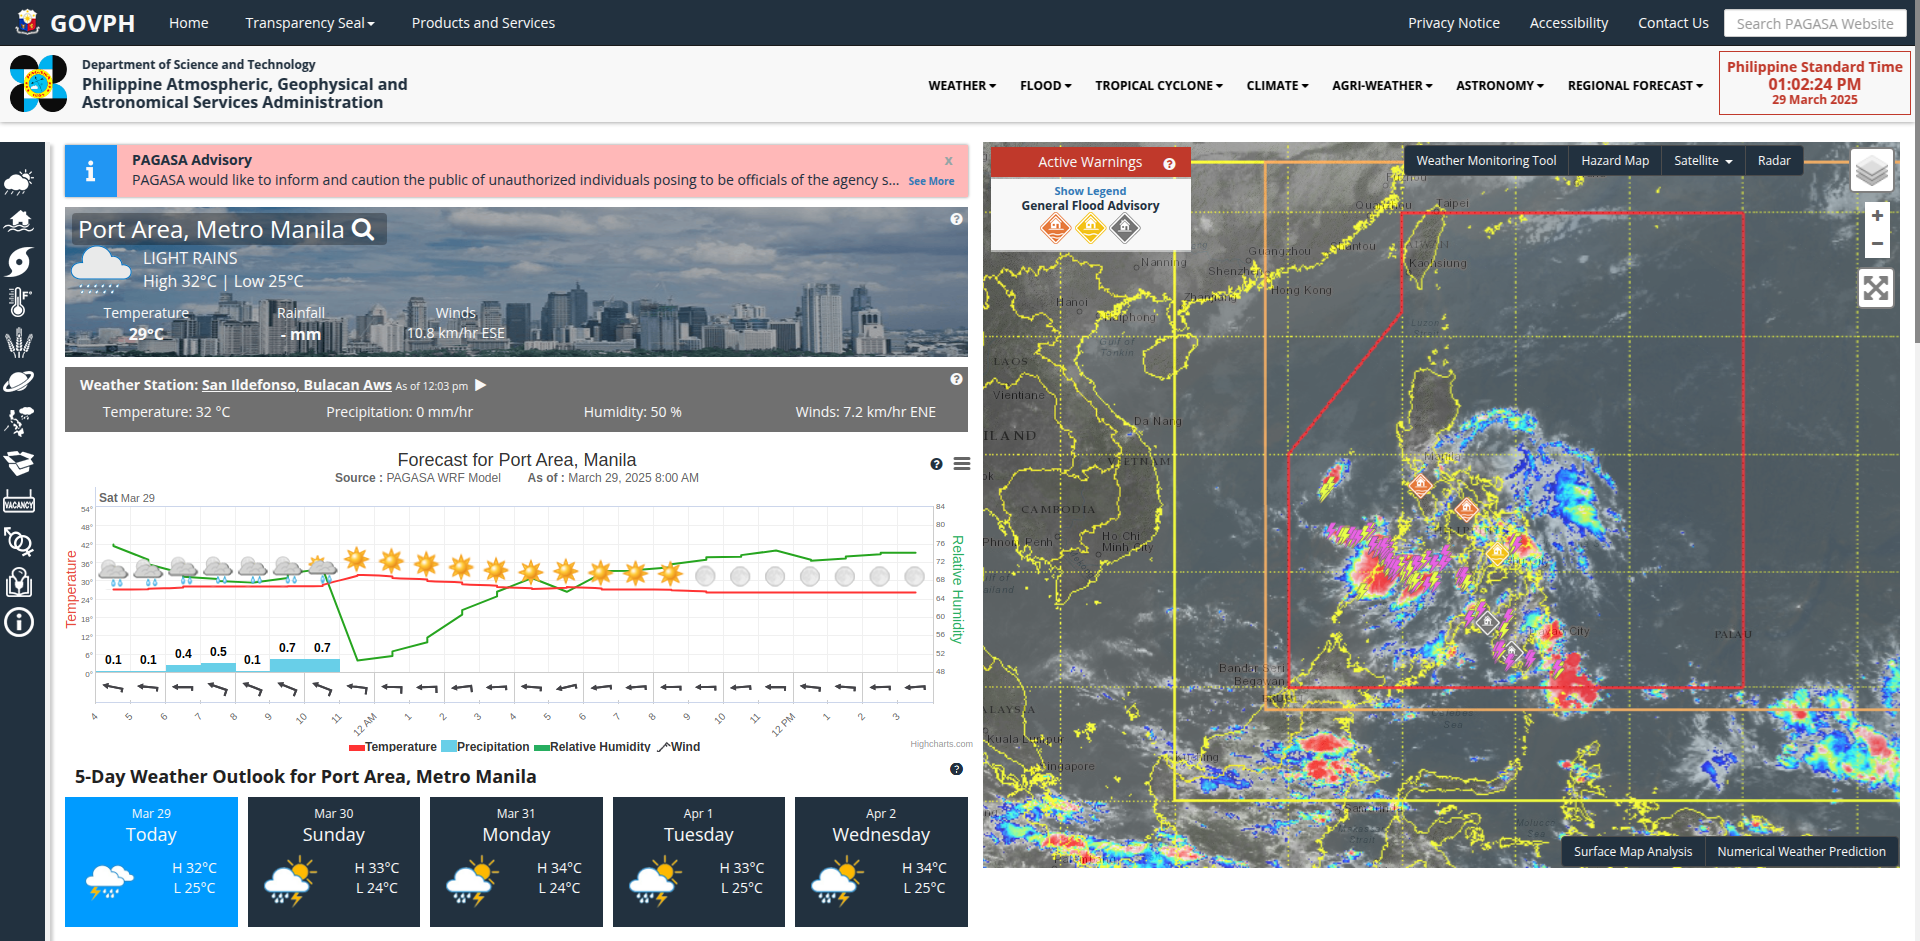 GOVPH Home Transparency Seal Products and Services Privacy Notice Accessibility Contact Us Search PAGASA Website
Department of Science and Technology
Philippine Atmospheric, Geophysical and
Astronomical Services Administration
WEATHER FLOOD TROPICAL CYCLONE CLIMATE AGRI-WEATHER ASTRONOMY REGIONAL FORECAST
Philippine Standard Time
01:02:24 PM
29 March 2025
VACANCY
PAGASA Advisory x
PAGASA would like to inform and caution the public of unauthorized individuals posing to be officials of the agency s... See More
Port Area, Metro Manila
LIGHT RAINS
High 32°C | Low 25°C
Temperature Rainfall Winds
29°C - mm 10.8 km/hr ESE
Weather Station: San Ildefonso, Bulacan Aws As of 12:03 pm
Temperature: 32 °C Precipitation: 0 mm/hr Humidity: 50 % Winds: 7.2 km/hr ENE
Forecast for Port Area, Manila
Source : PAGASA WRF Model As of : March 29, 2025 8:00 AM
Sat Mar 29
Temperature
54°
48°
42°
36°
30°
24°
18°
12°
6°
0°
0.1 0.1 0.4 0.5 0.1 0.7 0.7
84
80
76
72
68
64
60
56
52
48
Relative Humidity
4 5 6 7 8 9 10 11 12 AM 1 2 3 4 5 6 7 8 9 10 11 12 PM 1 2 3
Temperature Precipitation Relative Humidity Wind
Highcharts.com
5-Day Weather Outlook for Port Area, Metro Manila
Mar 29
Today
H 32°C
L 25°C
Mar 30
Sunday
H 33°C
L 24°C
Mar 31
Monday
H 34°C
L 24°C
Apr 1
Tuesday
H 33°C
L 25°C
Apr 2
Wednesday
H 34°C
L 25°C
Active Warnings
Show Legend
General Flood Advisory
Weather Monitoring Tool Hazard Map Satellite Radar
+
−
Taipei
Guangzhou
Nanning
Shenzhen
Kaohsiung
Hong Kong
Hanoi
Gulf of
Tonkin
LAOS
Vientiane
Da Nang
VIETNAM
CAMBODIA
Ho Chi
Minh City
PALAU
Bandar Seri
Begawan
Kuala Lumpur
Surface Map Analysis Numerical Weather Prediction